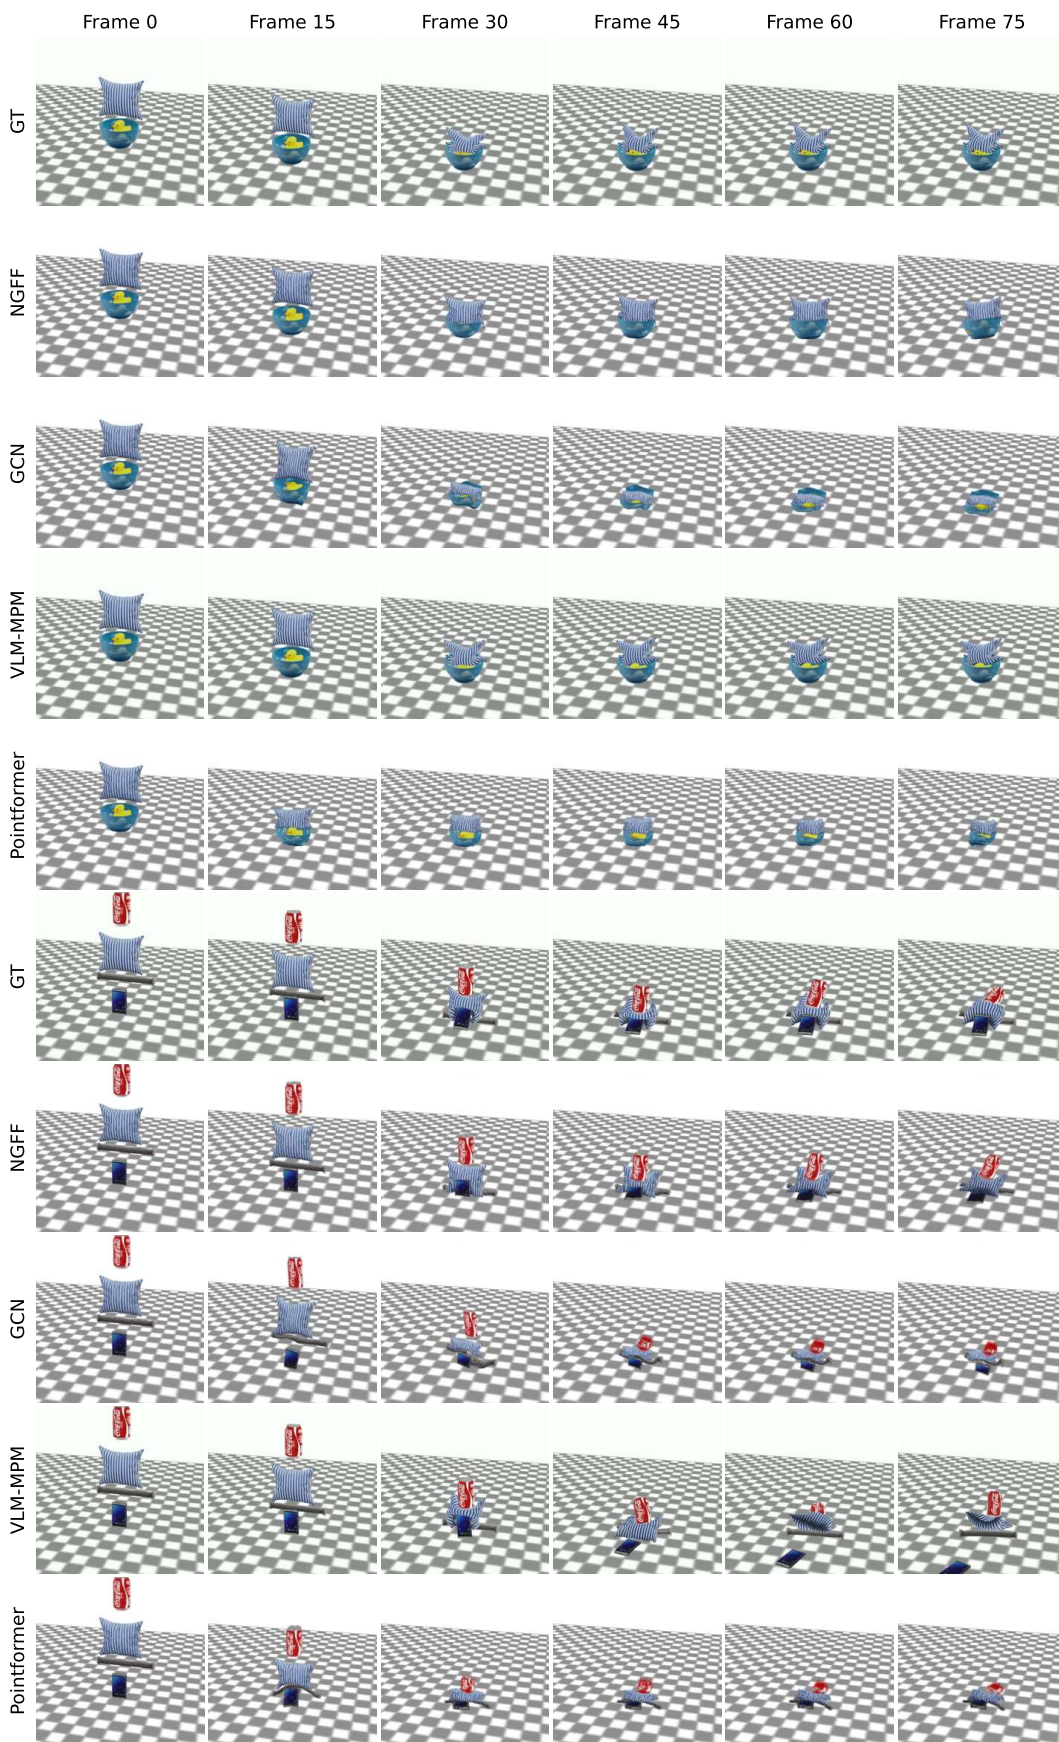 Frame 0 Frame 15 Frame 30 Frame 45 Frame 60 Frame 75
GT
NGFF
GCN
VLM-MPM
Pointformer
GT
NGFF
GCN
VLM-MPM
Pointformer